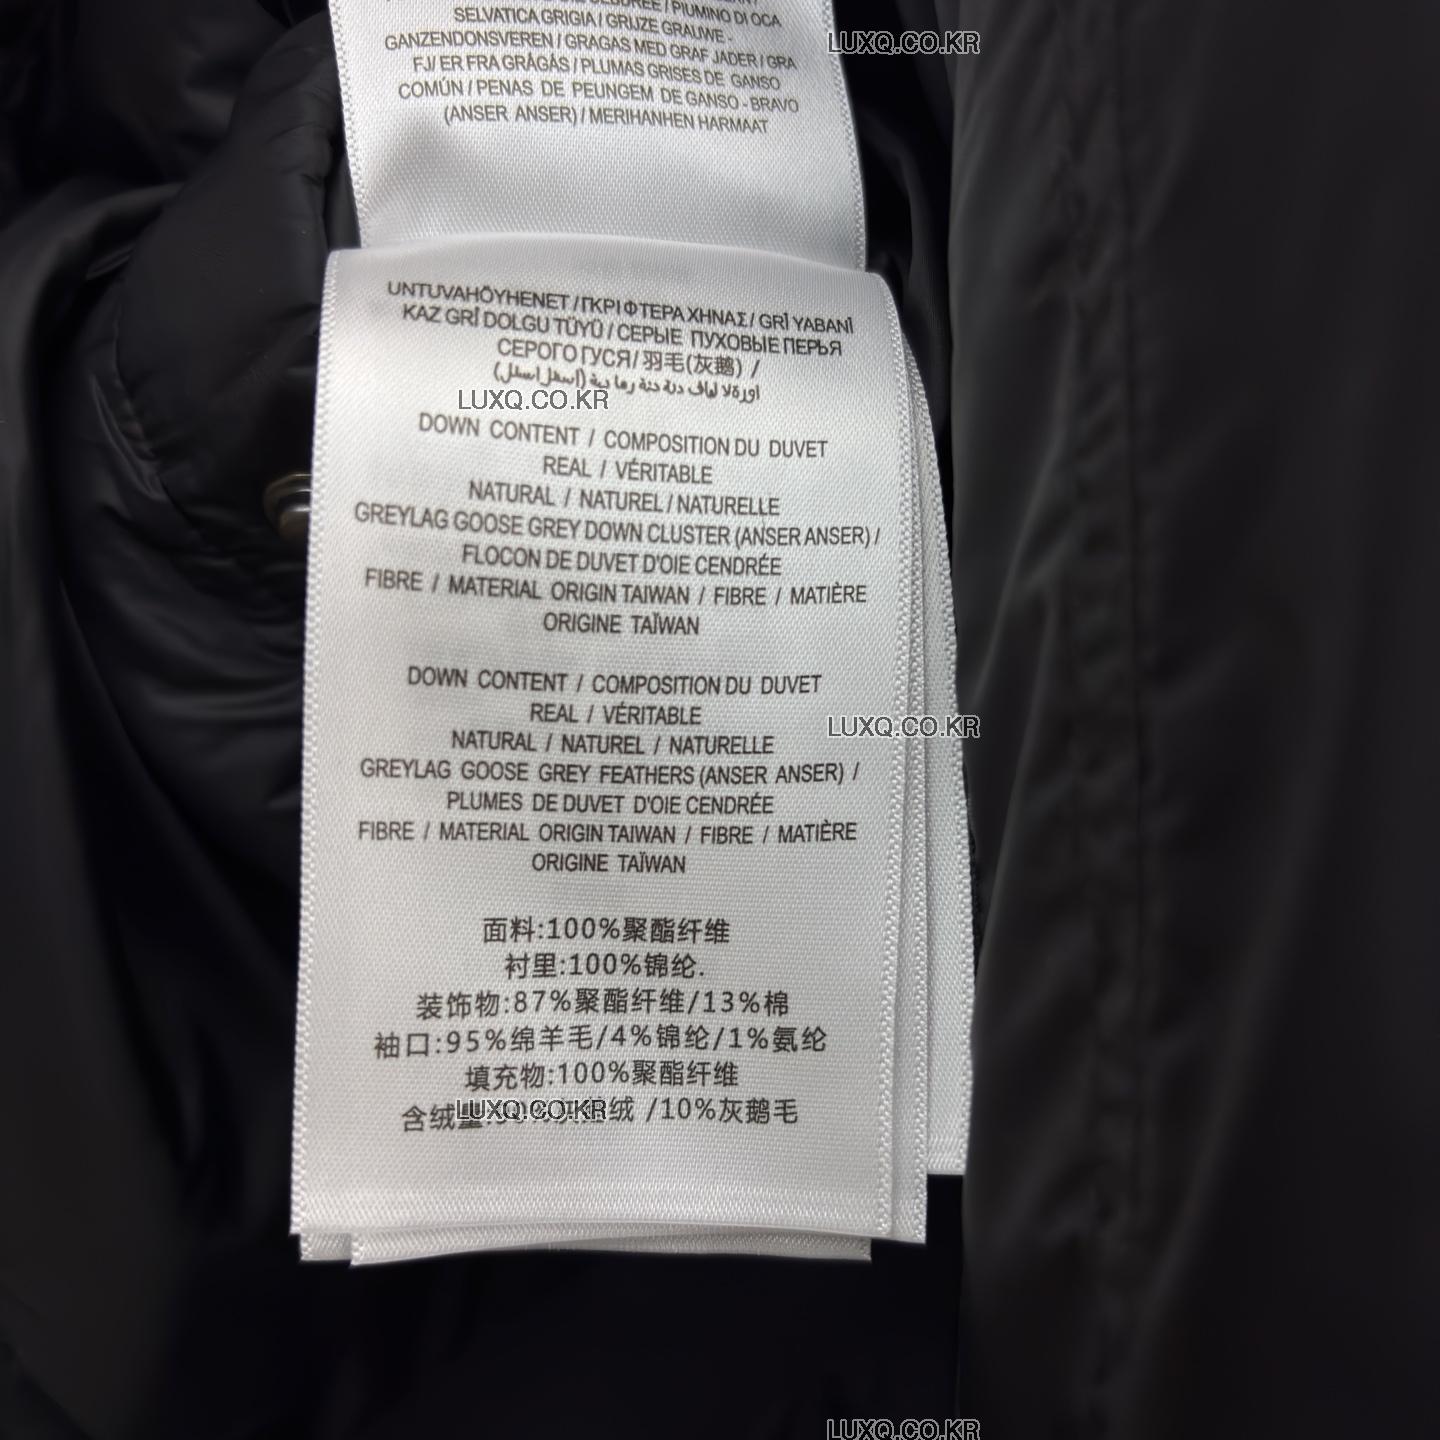 SELVATICA GRIGIA / GRIJZE GRAUWE -
GANZENDONSVEREN / GRAGAS MED GRAF JADER / GRA
FJ/ ER FRA GRÅGÅS / PLUMAS GRISES DE GANSO
COMÚN / PENAS DE PEUNGEM DE GANSO - BRAVO
(ANSER ANSER) / MERIHANHEN HARMAAT
UNTUVAHÖYHENET / ΓΚΡΙ ΦΤΕΡΑ ΧΗΝΑΣ / GRİ YABANİ
KAZ GRİ DOLGU TÜYÜ / СЕРЫЕ ПУХОВЫЕ ПЕРЬЯ
СЕРОГО ГУСЯ/ 羽毛(灰鹅) /
DOWN CONTENT / COMPOSITION DU DUVET
REAL / VÉRITABLE
NATURAL / NATUREL / NATURELLE
GREYLAG GOOSE GREY DOWN CLUSTER (ANSER ANSER) /
FLOCON DE DUVET D'OIE CENDRÉE
FIBRE / MATERIAL ORIGIN TAIWAN / FIBRE / MATIÈRE
ORIGINE TAÏWAN
DOWN CONTENT / COMPOSITION DU DUVET
REAL / VÉRITABLE
NATURAL / NATUREL / NATURELLE
GREYLAG GOOSE GREY FEATHERS (ANSER ANSER) /
PLUMES DE DUVET D'OIE CENDRÉE
FIBRE / MATERIAL ORIGIN TAIWAN / FIBRE / MATIÈRE
ORIGINE TAÏWAN
面料:100%聚酯纤维
衬里:100%锦纶.
装饰物:87%聚酯纤维/13%棉
袖口:95%绵羊毛/4%锦纶/1%氨纶
填充物:100%聚酯纤维
含绒量:90%灰鹅绒 /10%灰鹅毛
LUXQ.CO.KR
LUXQ.CO.KR
LUXQ.CO.KR
LUXQ.CO.KR
LUXQ.CO.KR